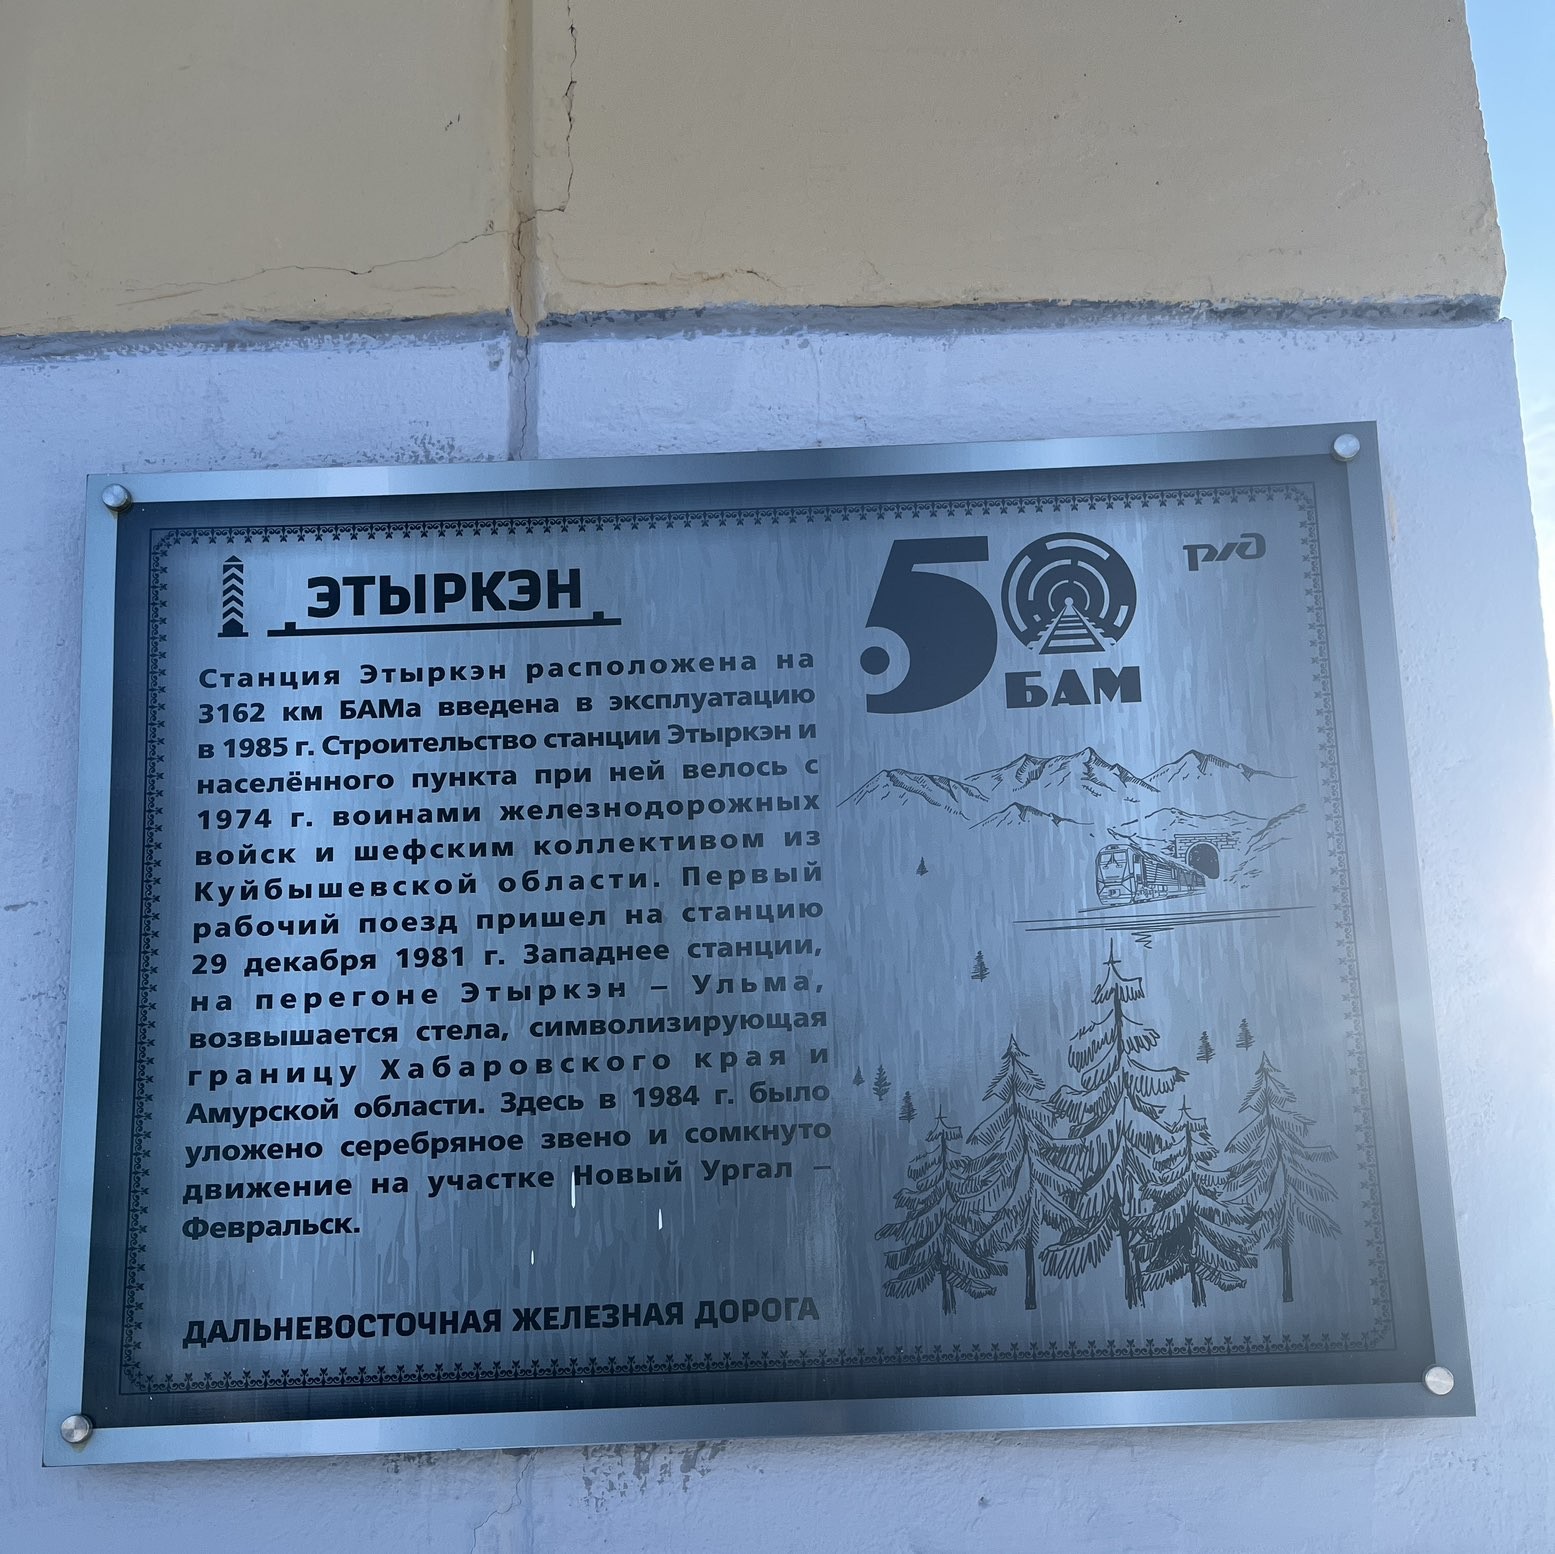 ЭТЫРКЭН
Станция Этыркэн расположена на
3162 км БАМа введена в эксплуатацию
в 1985 г. Строительство станции Этыркэн и
населённого пункта при ней велось с
1974 г. воинами железнодорожных
войск и шефским коллективом из
Куйбышевской области. Первый
рабочий поезд пришел на станцию
29 декабря 1981 г. Западнее станции,
на перегоне Этыркэн – Ульма,
возвышается стела, символизирующая
границу Хабаровского края и
Амурской области. Здесь в 1984 г. было
уложено серебряное звено и сомкнуто
движение на участке Новый Ургал –
Февральск.
ДАЛЬНЕВОСТОЧНАЯ ЖЕЛЕЗНАЯ ДОРОГА
50
БАМ
ржд